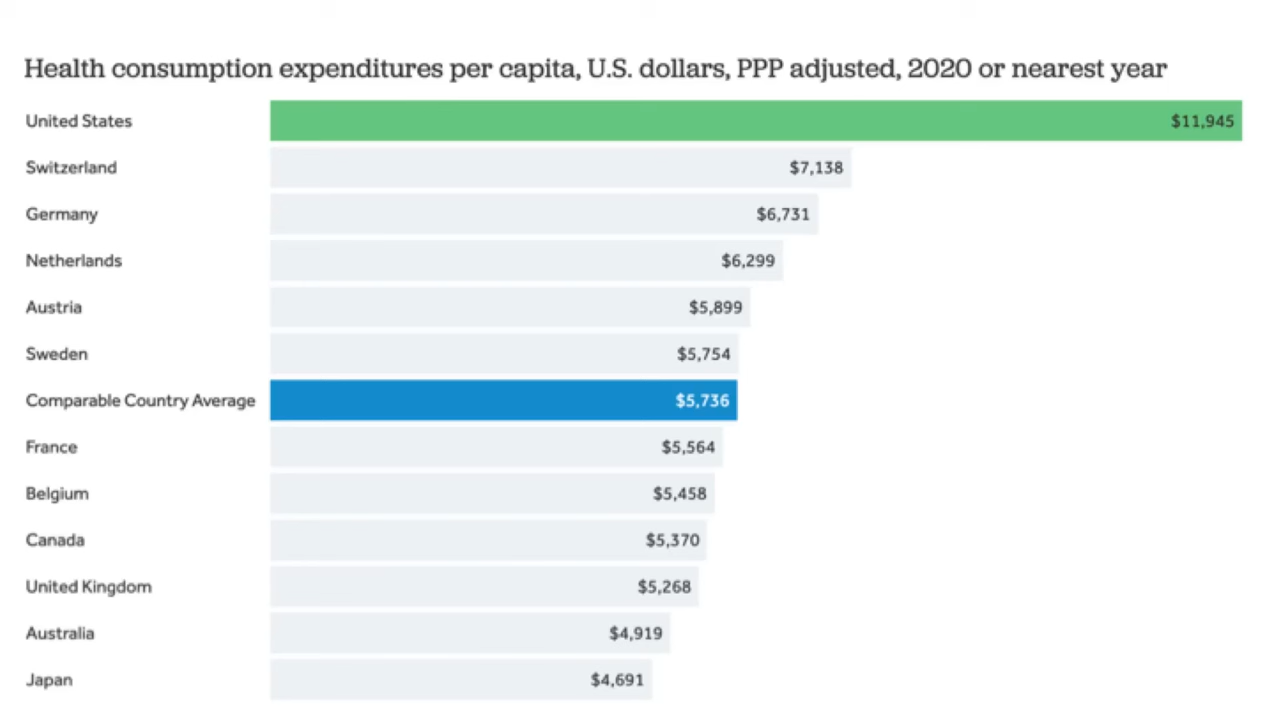 Health consumption expenditures per capita, U.S. dollars, PPP adjusted, 2020 or nearest year
United States $11,945
Switzerland $7,138
Germany $6,731
Netherlands $6,299
Austria $5,899
Sweden $5,754
Comparable Country Average $5,736
France $5,564
Belgium $5,458
Canada $5,370
United Kingdom $5,268
Australia $4,919
Japan $4,691